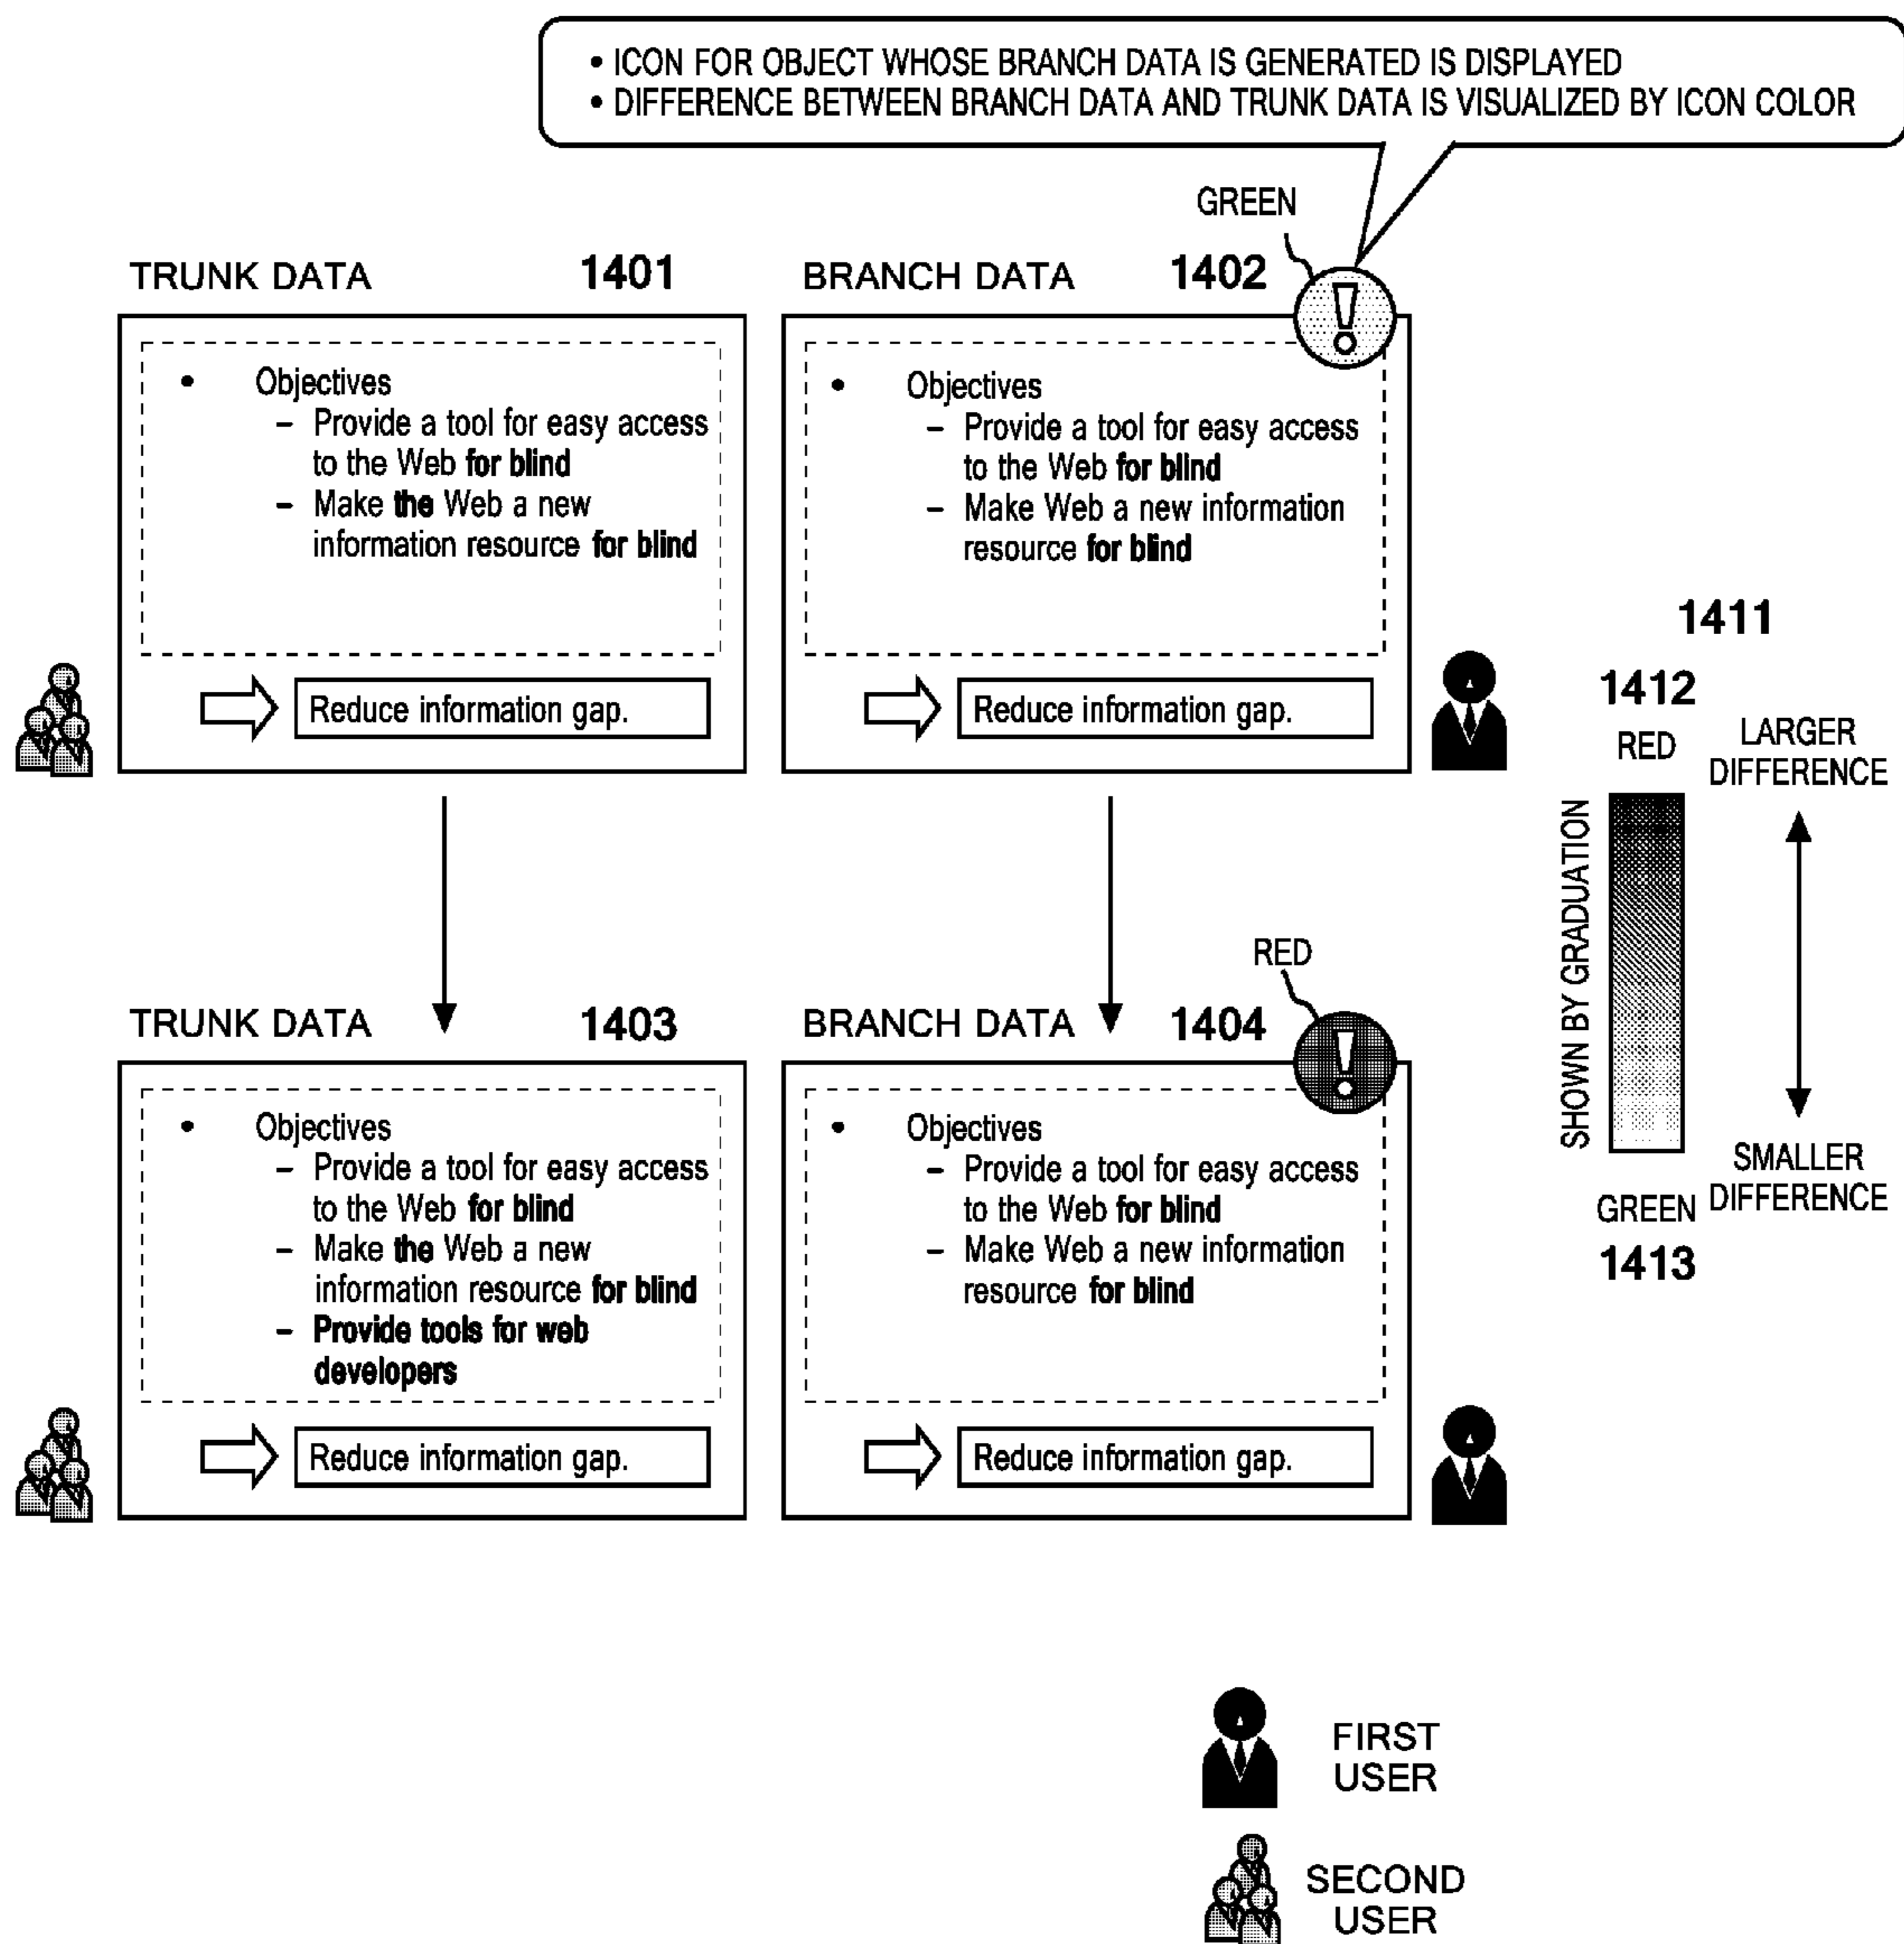 • ICON FOR OBJECT WHOSE BRANCH DATA IS GENERATED IS DISPLAYED
• DIFFERENCE BETWEEN BRANCH DATA AND TRUNK DATA IS VISUALIZED BY ICON COLOR
GREEN
TRUNK DATA 1401
• Objectives
– Provide a tool for easy access
to the Web for blind
– Make the Web a new
information resource for blind
Reduce information gap.
BRANCH DATA 1402
!
• Objectives
– Provide a tool for easy access
to the Web for blind
– Make Web a new information
resource for blind
Reduce information gap.
1411
1412
RED
LARGER
DIFFERENCE
SHOWN BY GRADUATION
SMALLER
DIFFERENCE
GREEN
1413
RED
TRUNK DATA 1403
• Objectives
– Provide a tool for easy access
to the Web for blind
– Make the Web a new
information resource for blind
– Provide tools for web
developers
Reduce information gap.
BRANCH DATA 1404
!
• Objectives
– Provide a tool for easy access
to the Web for blind
– Make Web a new information
resource for blind
Reduce information gap.
FIRST
USER
SECOND
USER